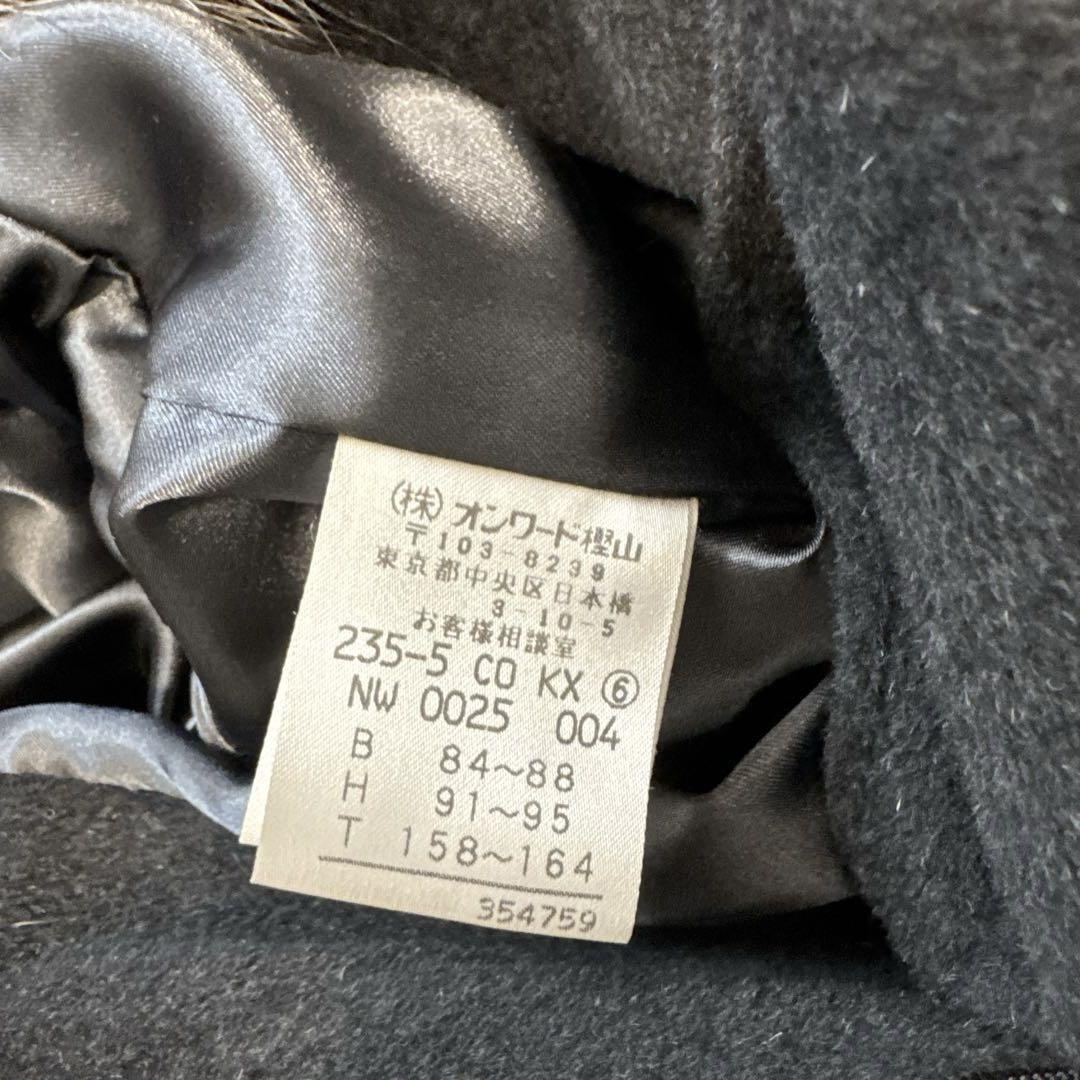 (株)オンワード樫山
〒103-8239
東京都中央区日本橋
3-10-5
お客様相談室
235-5 CO KX ⑥
NW 0025 004
B 84~88
H 91~95
T 158~164
354759